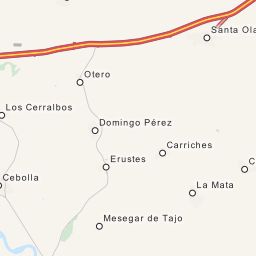 Santa Ola
Otero
Los Cerralbos
Domingo Pérez
Carriches
Erustes
C
Cebolla
La Mata
Mesegar de Tajo